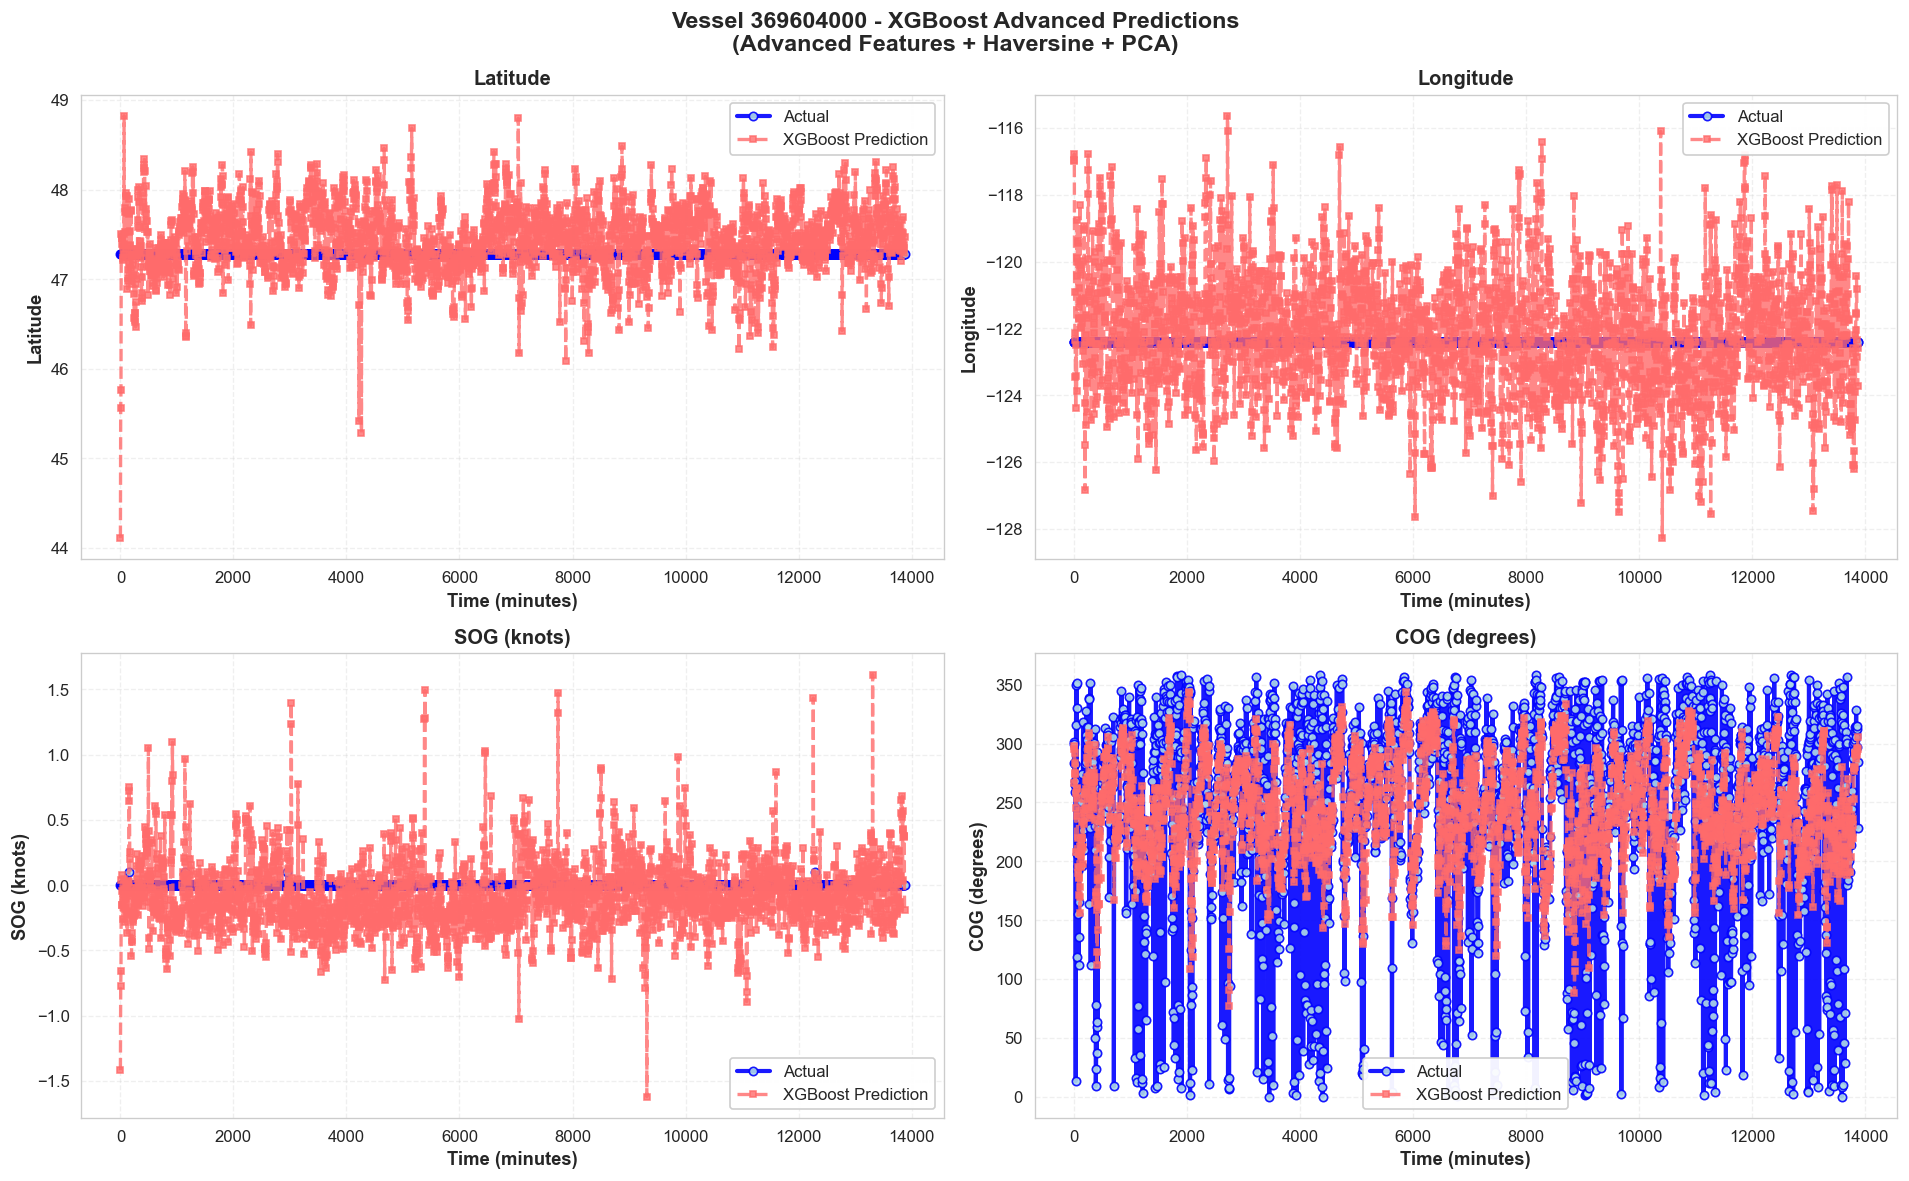 Vessel 369604000 - XGBoost Advanced Predictions
(Advanced Features + Haversine + PCA)
Latitude
49
48
47
46
45
44
Latitude
0 2000 4000 6000 8000 10000 12000 14000
Time (minutes)
Actual
XGBoost Prediction
Longitude
−116
−118
−120
−122
−124
−126
−128
Longitude
0 2000 4000 6000 8000 10000 12000 14000
Time (minutes)
Actual
XGBoost Prediction
SOG (knots)
1.5
1.0
0.5
0.0
−0.5
−1.0
−1.5
SOG (knots)
0 2000 4000 6000 8000 10000 12000 14000
Time (minutes)
Actual
XGBoost Prediction
COG (degrees)
350
300
250
200
150
100
50
0
COG (degrees)
0 2000 4000 6000 8000 10000 12000 14000
Time (minutes)
Actual
XGBoost Prediction